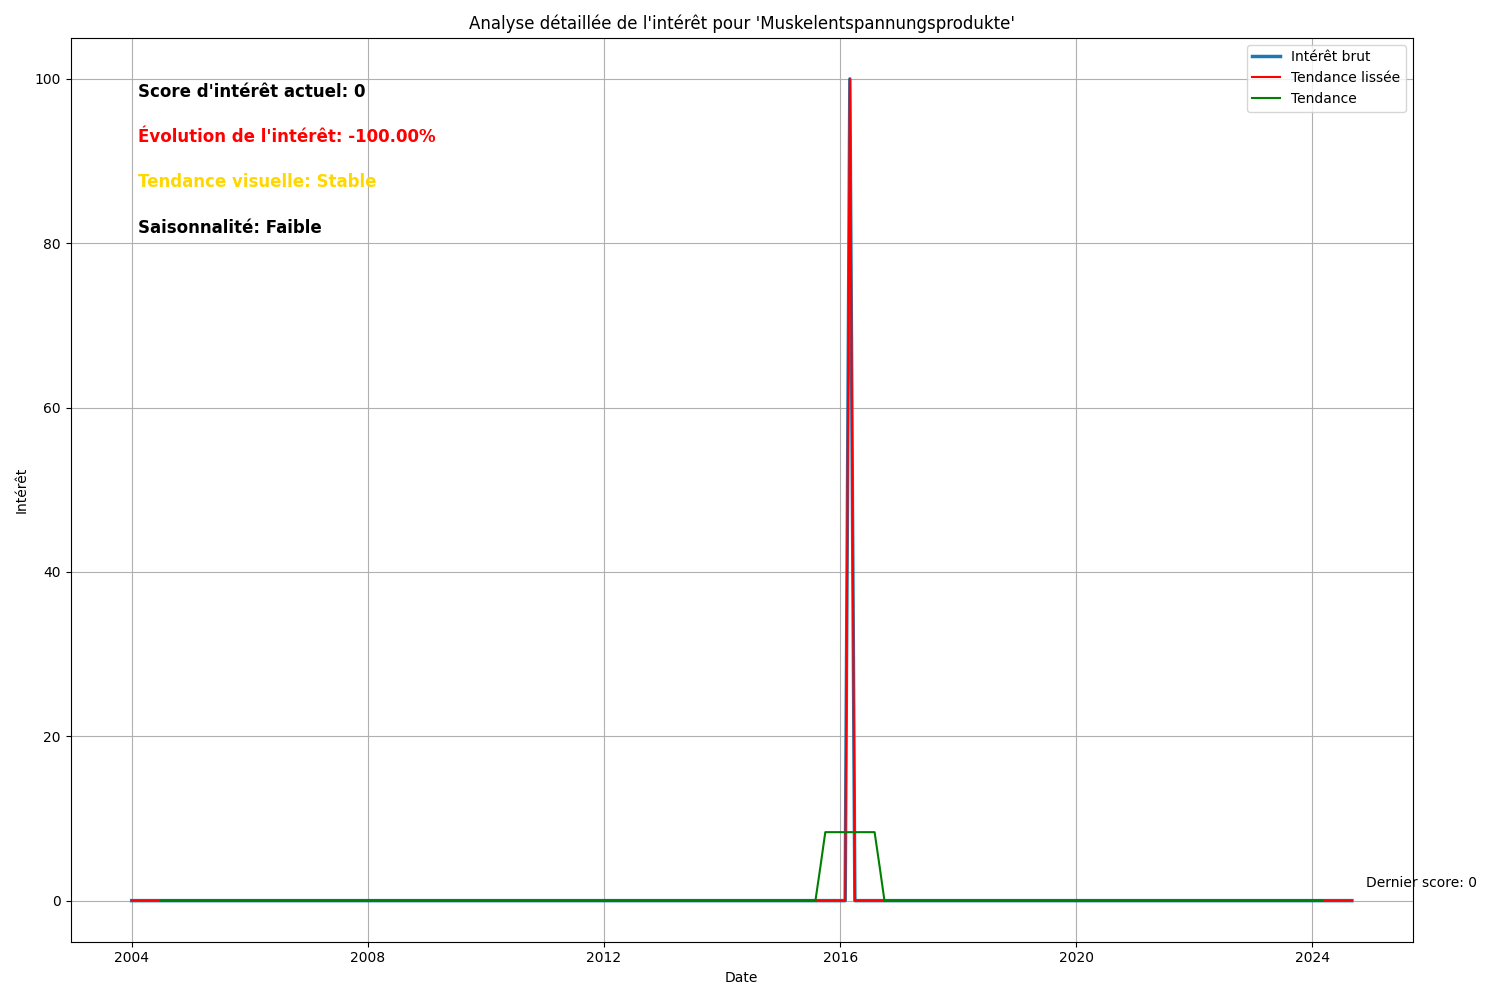 Analyse détaillée de l'intérêt pour 'Muskelentspannungsprodukte'
Intérêt brut
Tendance lissée
Tendance
Score d'intérêt actuel: 0
Évolution de l'intérêt: -100.00%
Tendance visuelle: Stable
Saisonnalité: Faible
100
80
60
40
20
0
Intérêt
Dernier score: 0
2004 2008 2012 2016 2020 2024
Date